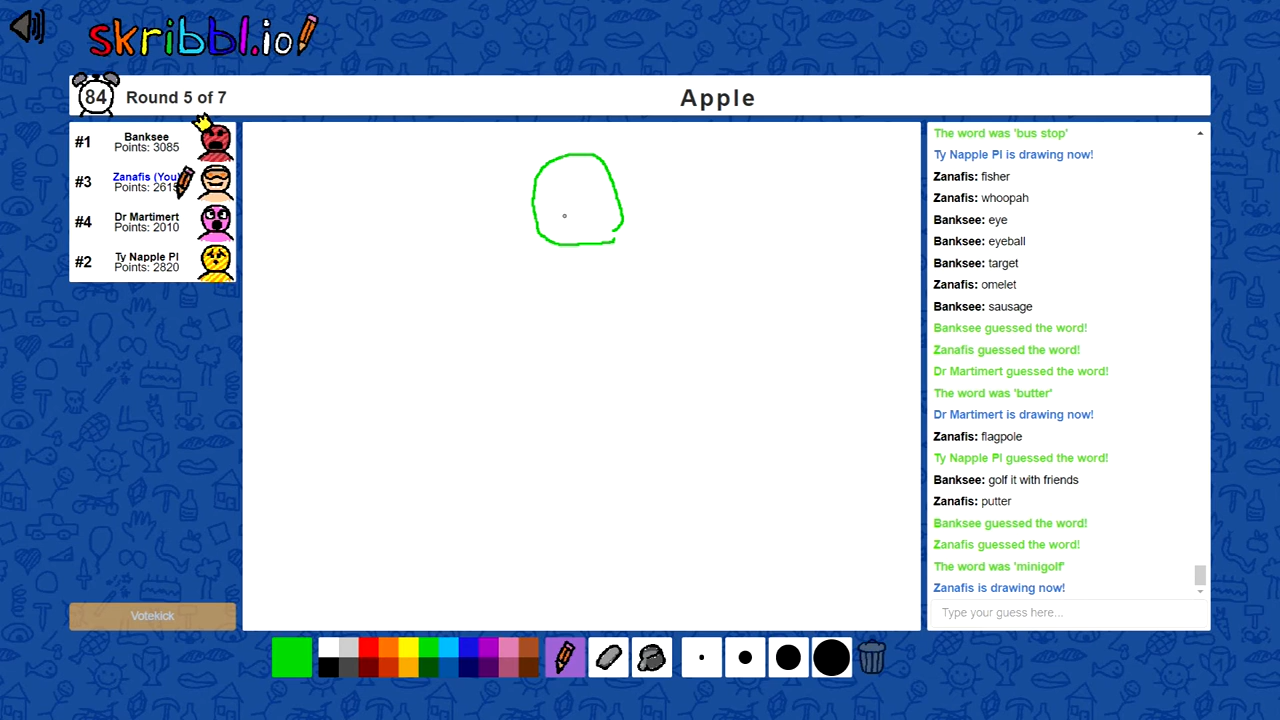 skribbl.io
84
Round 5 of 7
Apple
#1
Banksee
Points: 3085
#3
Zanafis (You)
Points: 2615
#4
Dr Martimert
Points: 2010
#2
Ty Napple Pl
Points: 2820
Votekick
The word was 'bus stop'
Ty Napple Pl is drawing now!
Zanafis: fisher
Zanafis: whoopah
Banksee: eye
Banksee: eyeball
Banksee: target
Zanafis: omelet
Banksee: sausage
Banksee guessed the word!
Zanafis guessed the word!
Dr Martimert guessed the word!
The word was 'butter'
Dr Martimert is drawing now!
Zanafis: flagpole
Ty Napple Pl guessed the word!
Banksee: golf it with friends
Zanafis: putter
Banksee guessed the word!
Zanafis guessed the word!
The word was 'minigolf'
Zanafis is drawing now!
Type your guess here...